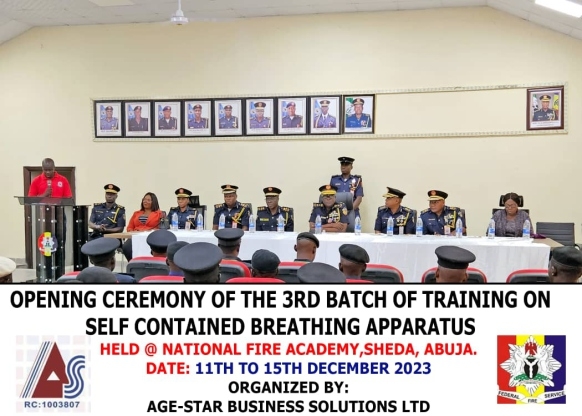 OPENING CEREMONY OF THE 3RD BATCH OF TRAINING ON
SELF CONTAINED BREATHING APPARATUS
HELD @ NATIONAL FIRE ACADEMY,SHEDA, ABUJA.
DATE: 11TH TO 15TH DECEMBER 2023
ORGANIZED BY:
AGE-STAR BUSINESS SOLUTIONS LTD
AS
RC:1003807
FEDERAL FIRE SERVICE